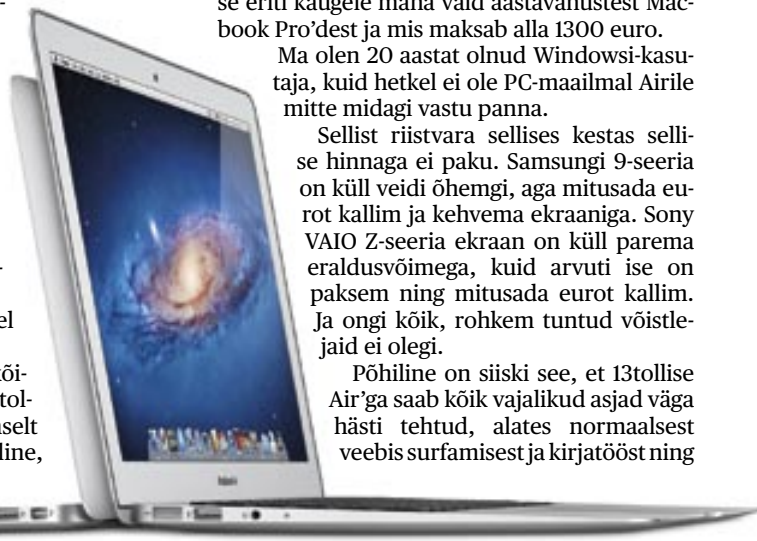 se eriti kaugele maha vaid aastavanustest Mac-
book Pro'dest ja mis maksab alla 1300 euro.
Ma olen 20 aastat olnud Windowsi-kasu-
taja, kuid hetkel ei ole PC-maailmal Airile
mitte midagi vastu panna.
Sellist riistvara sellises kestas selli-
se hinnaga ei paku. Samsungi 9-seeria
on küll veidi õhemgi, aga mitusada eu-
rot kallim ja kehvema ekraaniga. Sony
VAIO Z-seeria ekraan on küll parema
eraldusvõimega, kuid arvuti ise on
paksem ning mitusada eurot kallim.
Ja ongi kõik, rohkem tuntud võistle-
jaid ei olegi.
Põhiline on siiski see, et 13tollise
Air'ga saab kõik vajalikud asjad väga
hästi tehtud, alates normaalsest
veebis surfamisest ja kirjatööst ning